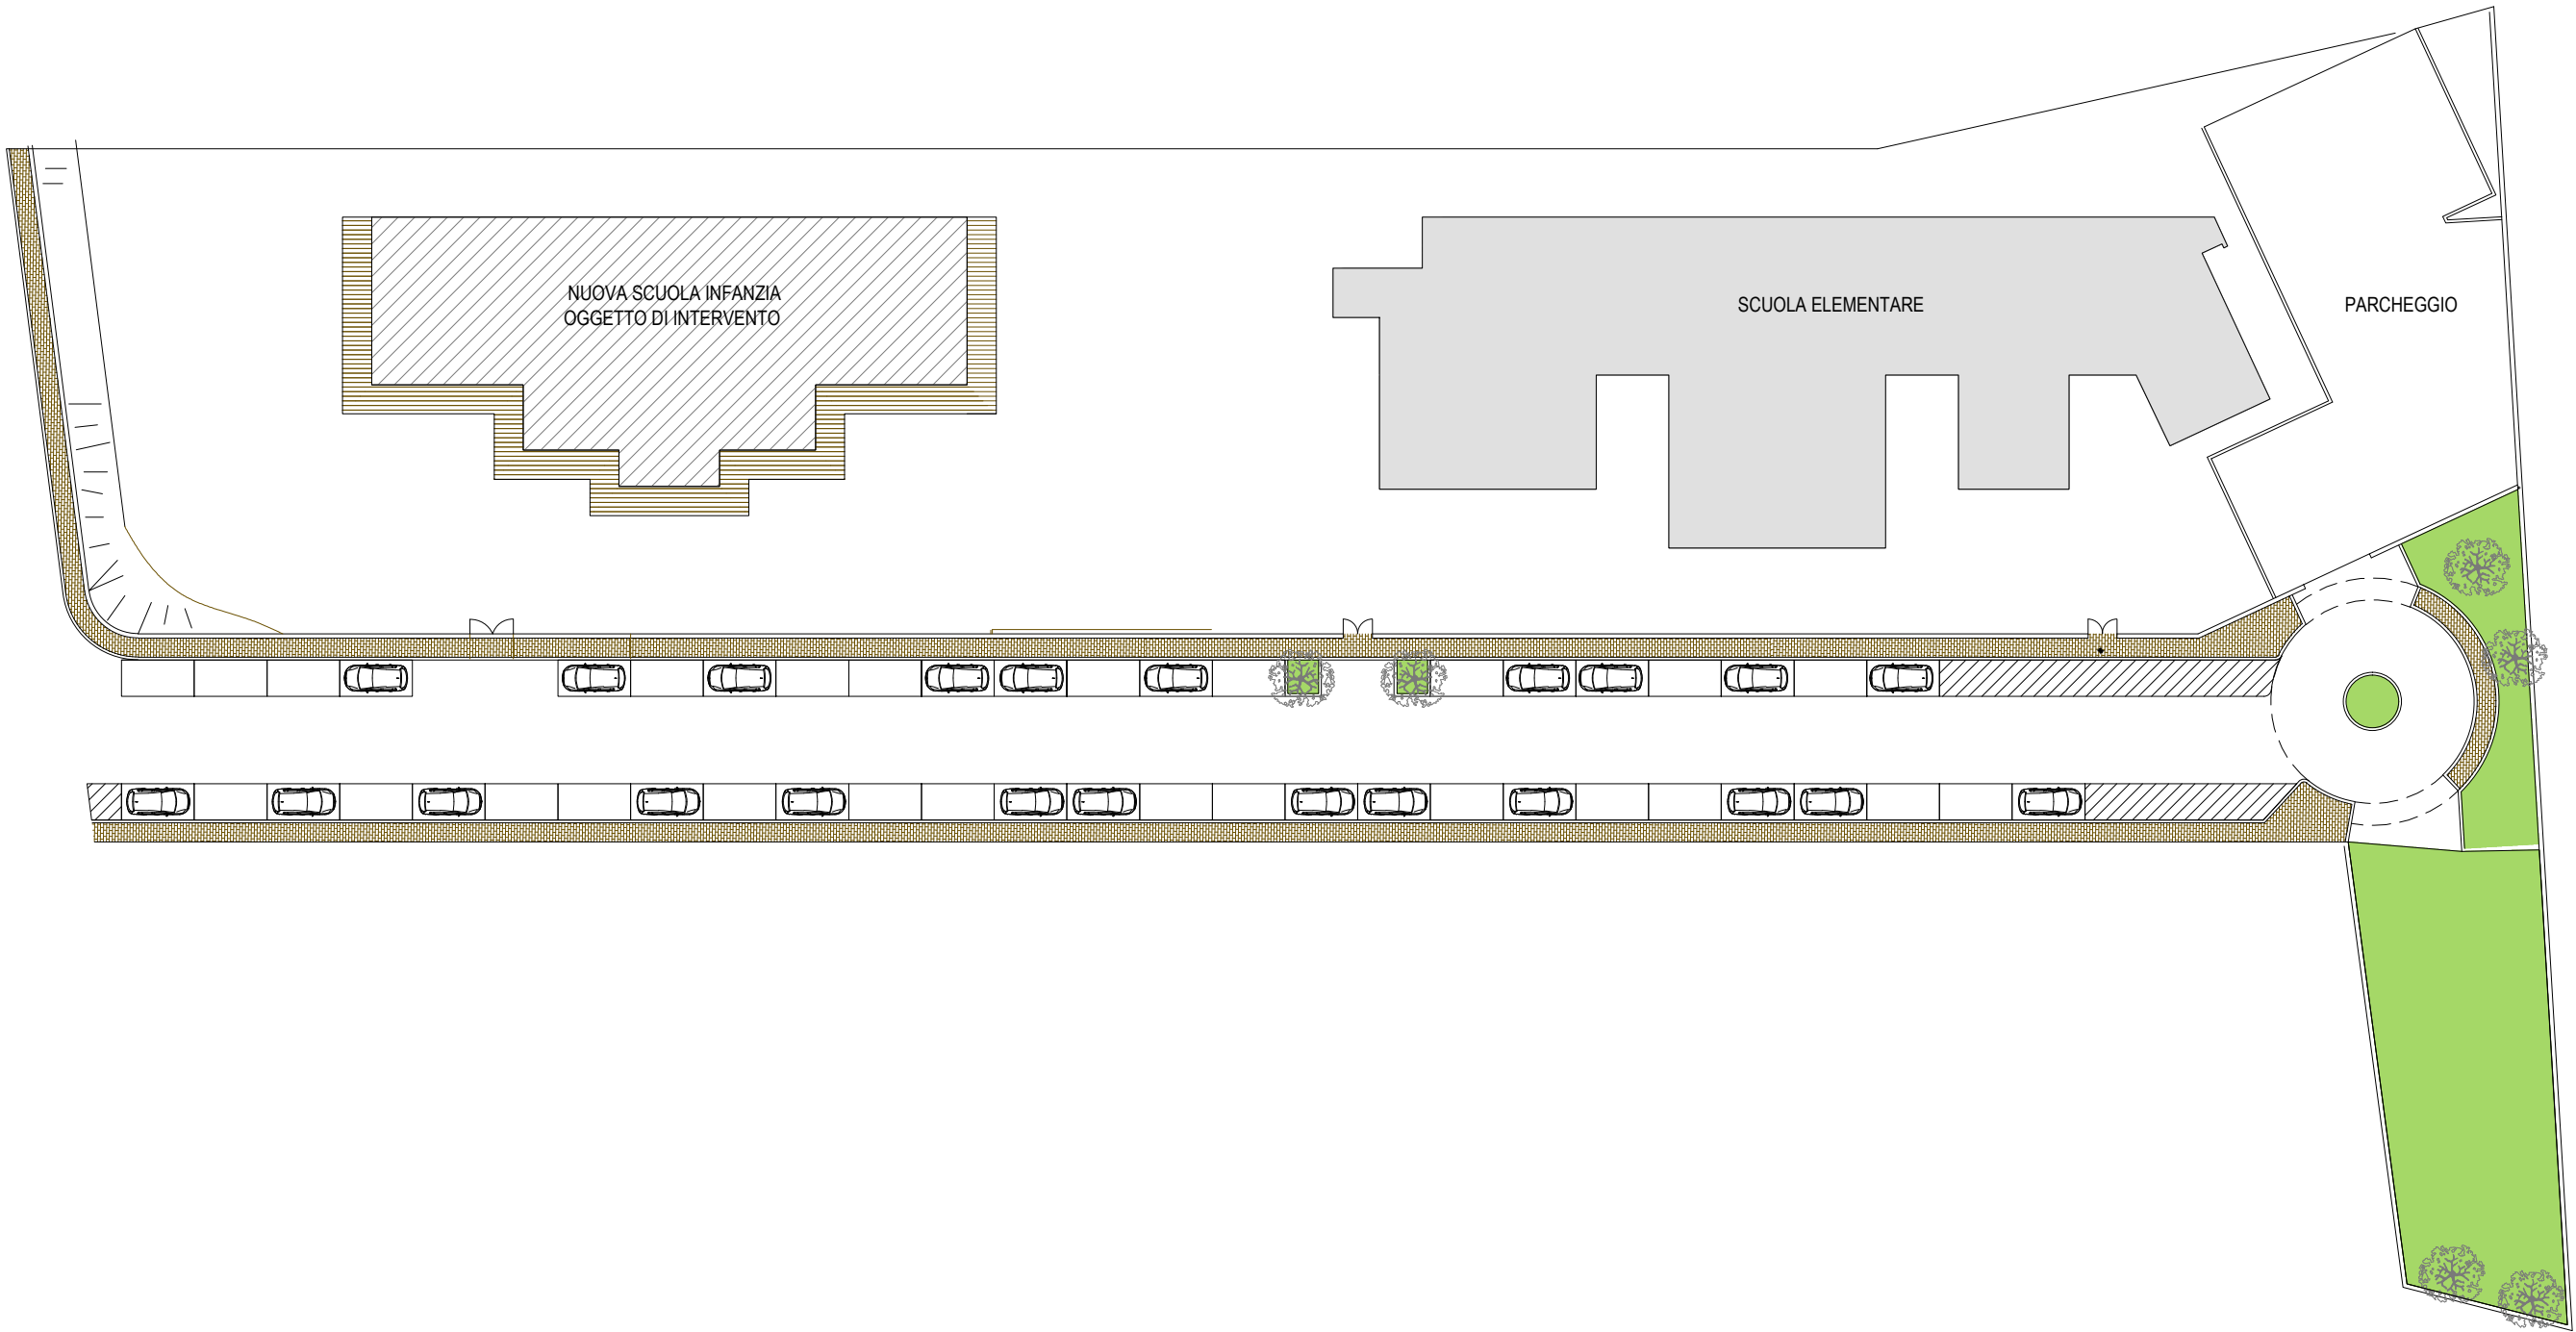 NUOVA SCUOLA INFANZIA
OGGETTO DI INTERVENTO
SCUOLA ELEMENTARE
PARCHEGGIO